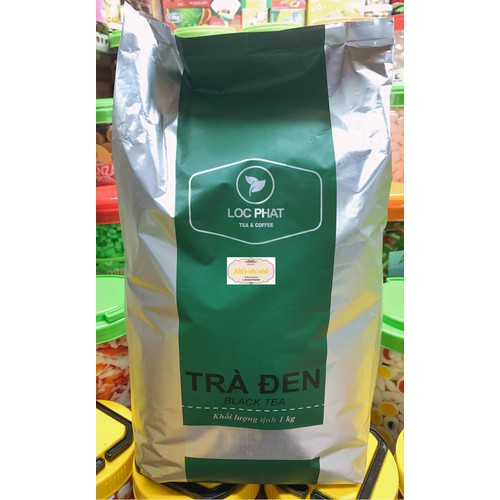 LOC PHAT
TEA & COFFEE
TRÀ ĐEN
BLACK TEA
Khối lượng tịnh 1 kg